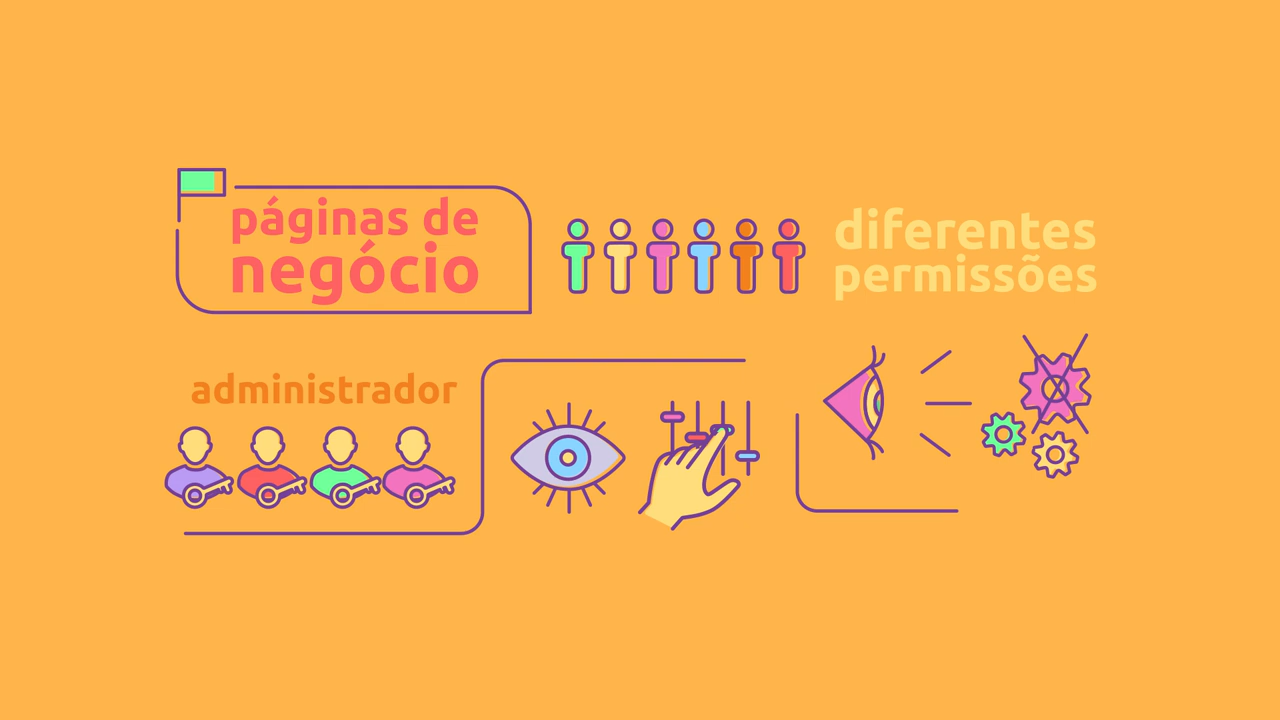 páginas de
negócio
diferentes
permissões
administrador